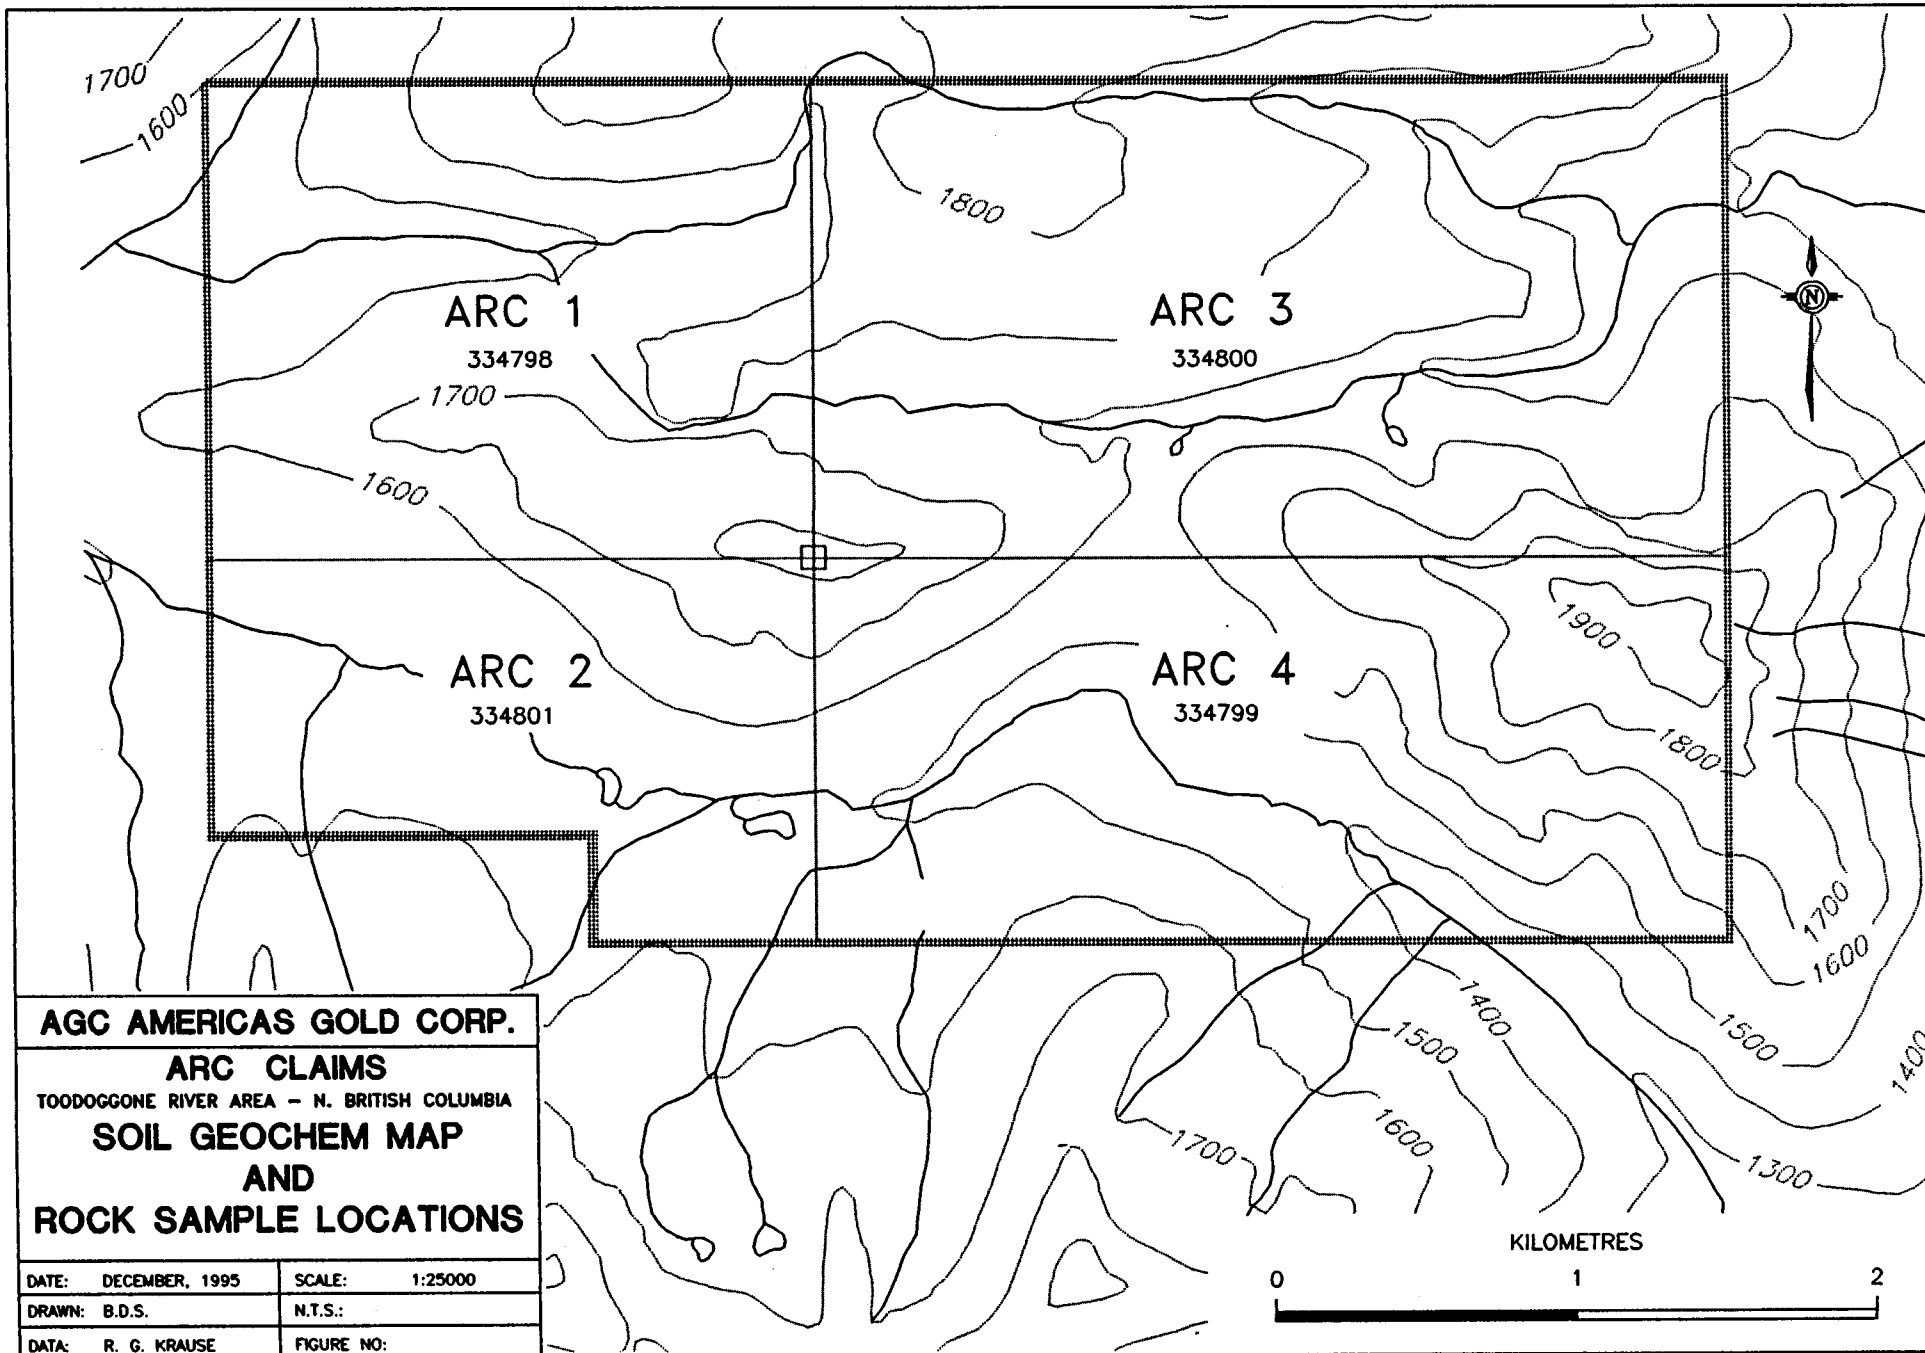 1700
1600
1800
N
ARC 1
334798
ARC 3
334800
1700
1600
1900
ARC 2
334801
ARC 4
334799
1800
1700
1600
1500
1400
1400
1500
1600
1700
1300
AGC AMERICAS GOLD CORP.
ARC CLAIMS
TOODOGGONE RIVER AREA – N. BRITISH COLUMBIA
SOIL GEOCHEM MAP
AND
ROCK SAMPLE LOCATIONS
DATE: DECEMBER, 1995 SCALE: 1:25000
DRAWN: B.D.S. N.T.S.:
DATA: R. G. KRAUSE FIGURE NO:
KILOMETRES
0 1 2